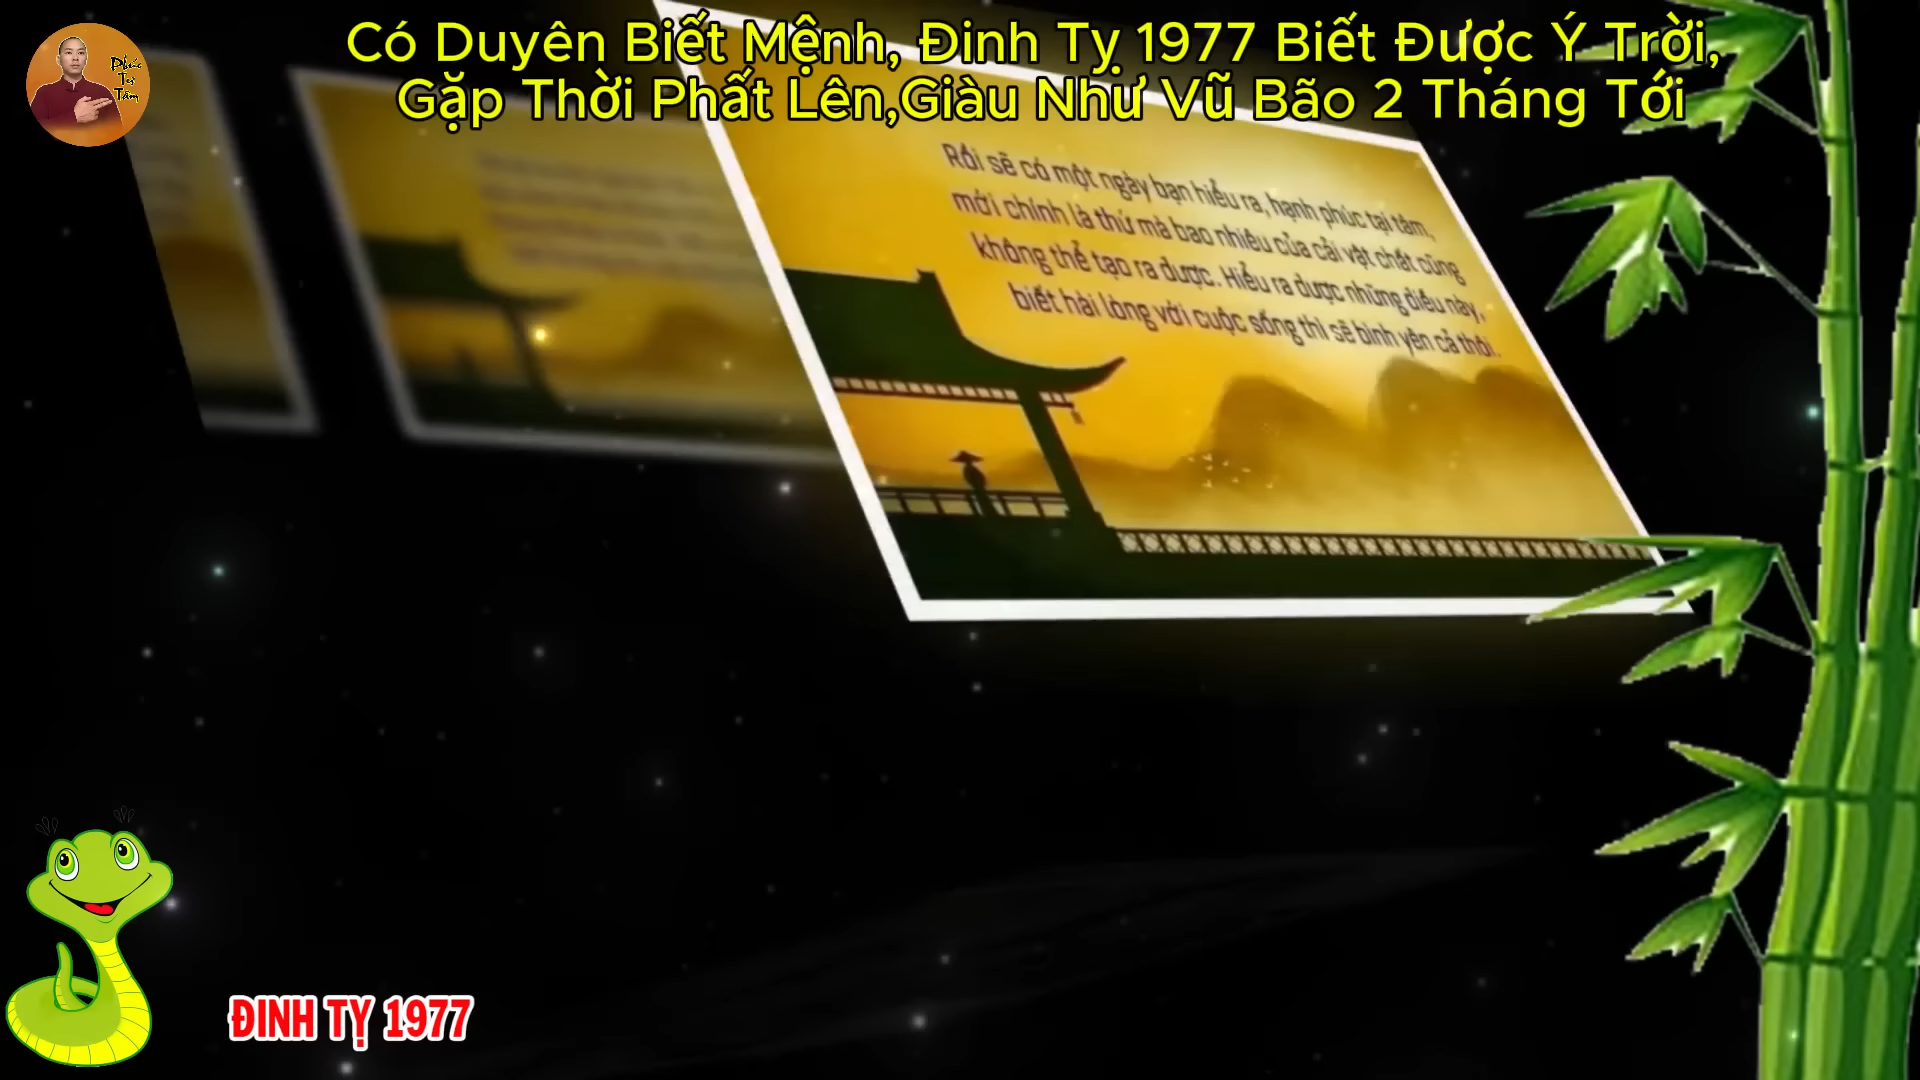 Có Duyên Biết Mệnh, Đinh Tỵ 1977 Biết Được Ý Trời,
Gặp Thời Phất Lên,Giàu Như Vũ Bão 2 Tháng Tới
Phúc
Tự
Tâm
Rồi sẽ có một ngày bạn hiểu ra, hạnh phúc tại tâm,
mới chính là thứ mà bao nhiêu của cải vật chất cũng
không thể tạo ra được. Hiểu ra được những điều này,
biết hài lòng với cuộc sống thì sẽ bình yên cả thôi.
ĐINH TỴ 1977